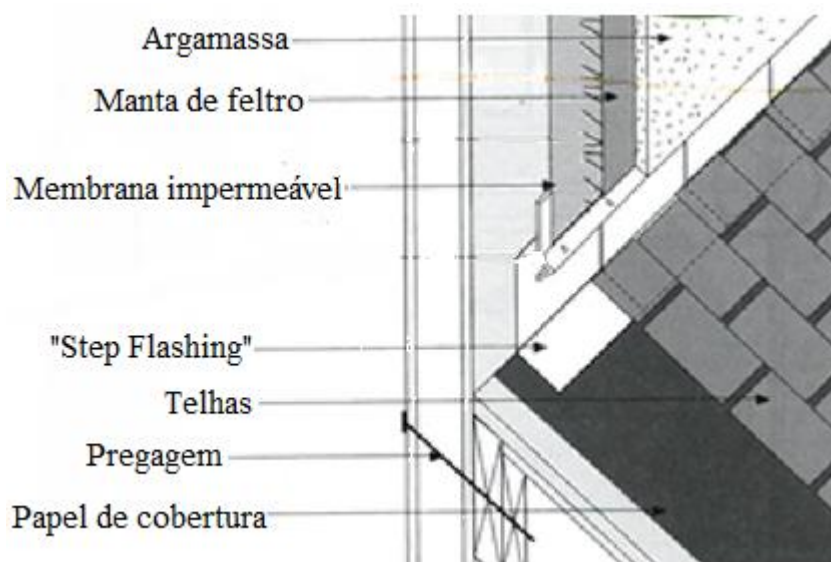 Argamassa
Manta de feltro
Membrana impermeável
"Step Flashing"
Telhas
Pregagem
Papel de cobertura